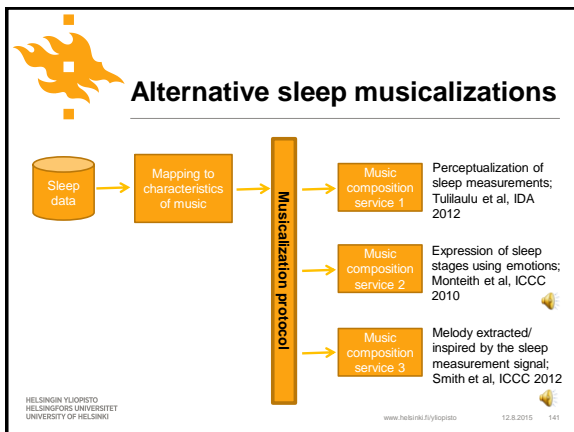 Alternative sleep musicalizations
Sleep
data
Mapping to
characteristics
of music
Musicalization protocol
Music
composition
service 1
Perceptualization of
sleep measurements;
Tulilaulu et al, IDA
2012
Music
composition
service 2
Expression of sleep
stages using emotions;
Monteith et al, ICCC
2010
Music
composition
service 3
Melody extracted/
inspired by the sleep
measurement signal;
Smith et al, ICCC 2012
HELSINGIN YLIOPISTO
HELSINGFORS UNIVERSITET
UNIVERSITY OF HELSINKI
www.helsinki.fi/yliopisto
12.8.2015
141